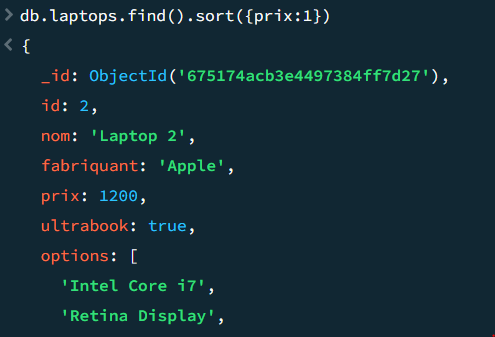 db.laptops.find().sort({prix:1})
{
_id: ObjectId('675174acb3e4497384ff7d27'),
id: 2,
nom: 'Laptop 2',
fabriquant: 'Apple',
prix: 1200,
ultrabook: true,
options: [
'Intel Core i7',
'Retina Display',